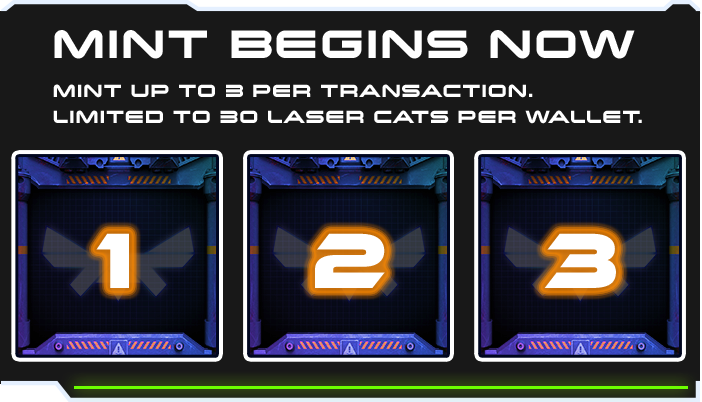 MINT BEGINS NOW
MINT UP TO 3 PER TRANSACTION.
LIMITED TO 30 LASER CATS PER WALLET.
1 2 3